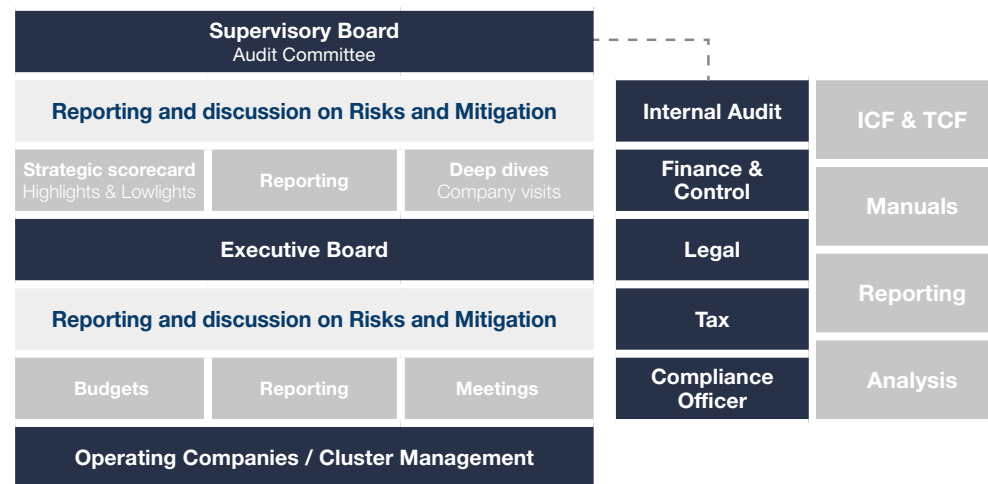 Supervisory Board
Audit Committee
Reporting and discussion on Risks and Mitigation
Strategic scorecard
Highlights & Lowlights
Reporting
Deep dives
Company visits
Executive Board
Reporting and discussion on Risks and Mitigation
Budgets
Reporting
Meetings
Operating Companies / Cluster Management
Internal Audit
Finance &
Control
Legal
Tax
Compliance
Officer
ICF & TCF
Manuals
Reporting
Analysis